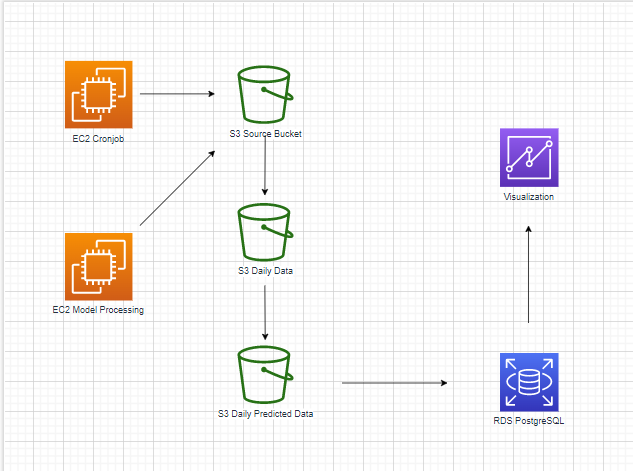 EC2 Cronjob
S3 Source Bucket
Visualization
S3 Daily Data
EC2 Model Processing
S3 Daily Predicted Data
RDS PostgreSQL